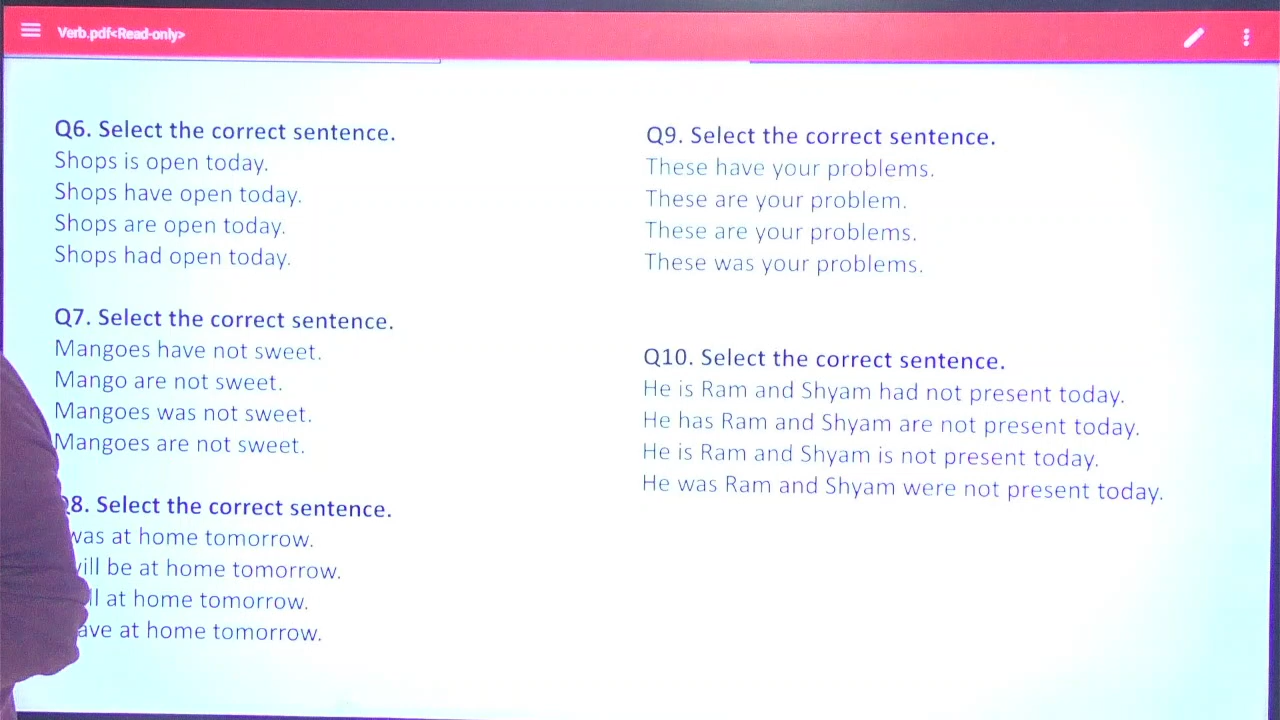 Verb.pdf<Read-only>
Q6. Select the correct sentence.
Shops is open today.
Shops have open today.
Shops are open today.
Shops had open today.
Q7. Select the correct sentence.
Mangoes have not sweet.
Mango are not sweet.
Mangoes was not sweet.
Mangoes are not sweet.
Q8. Select the correct sentence.
was at home tomorrow.
will be at home tomorrow.
at home tomorrow.
at home tomorrow.
Q9. Select the correct sentence.
These have your problems.
These are your problem.
These are your problems.
These was your problems.
Q10. Select the correct sentence.
He is Ram and Shyam had not present today.
He has Ram and Shyam are not present today.
He is Ram and Shyam is not present today.
He was Ram and Shyam were not present today.